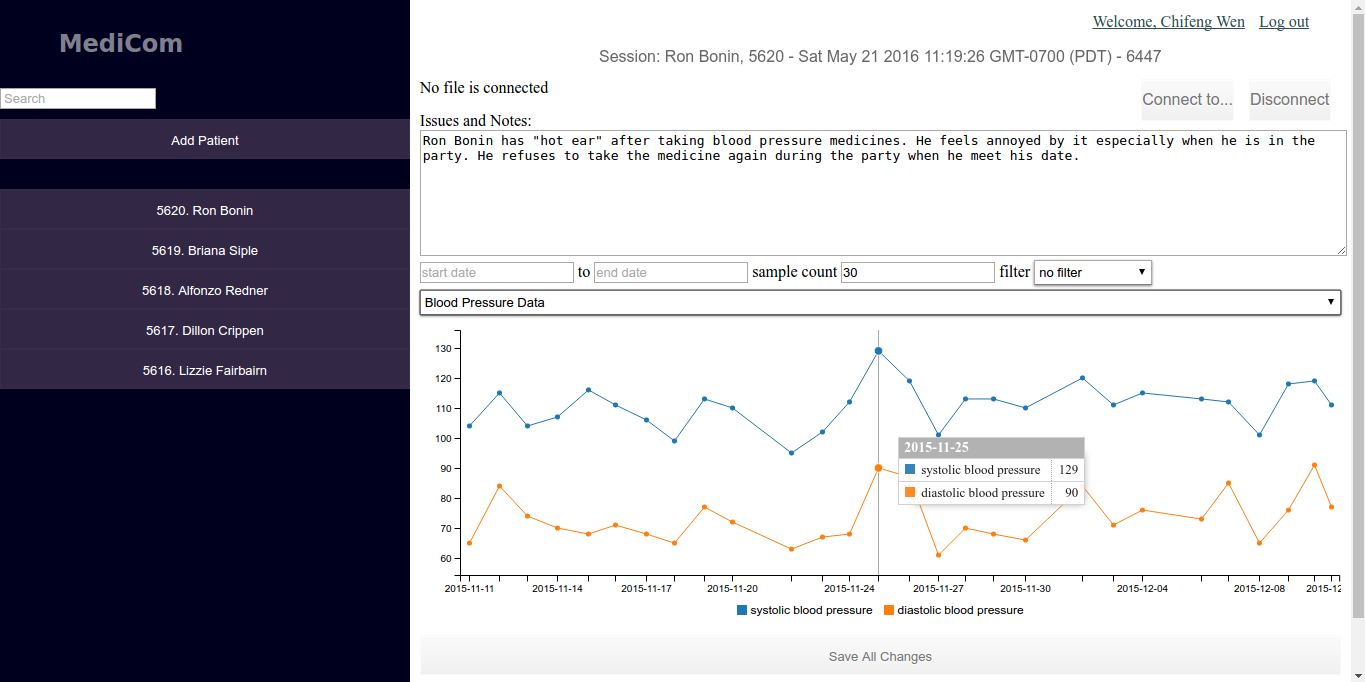 MediCom
Search
Add Patient
5620. Ron Bonin
5619. Briana Siple
5618. Alfonzo Redner
5617. Dillon Crippen
5616. Lizzie Fairbairn
Welcome, Chifeng Wen Log out
Session: Ron Bonin, 5620 - Sat May 21 2016 11:19:26 GMT-0700 (PDT) - 6447
No file is connected
Connect to... Disconnect
Issues and Notes:
Ron Bonin has "hot ear" after taking blood pressure medicines. He feels annoyed by it especially when he is in the
party. He refuses to take the medicine again during the party when he meet his date.
start date to end date sample count 30 filter no filter
Blood Pressure Data
130
120
110
100
90
80
70
60
2015-11-25
systolic blood pressure 129
diastolic blood pressure 90
2015-11-11 2015-11-14 2015-11-17 2015-11-20 2015-11-24 2015-11-27 2015-11-30 2015-12-04 2015-12-08 2015-12
systolic blood pressure diastolic blood pressure
Save All Changes